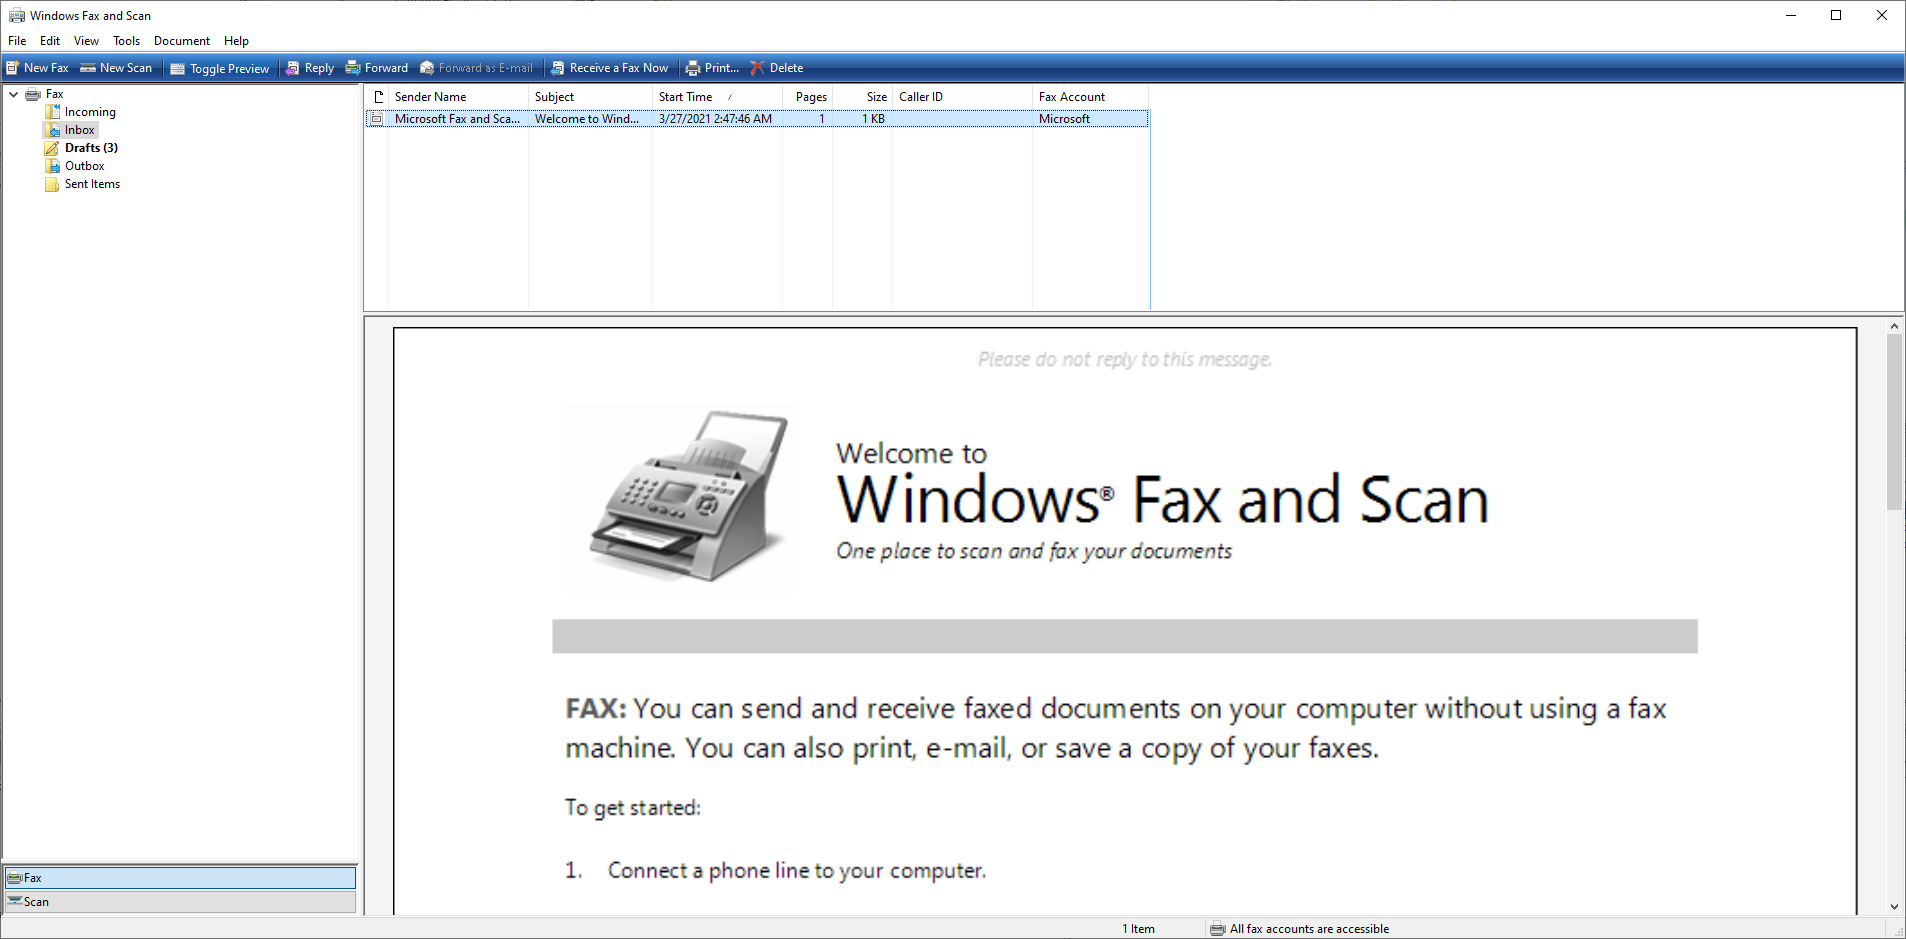 Windows Fax and Scan
File Edit View Tools Document Help
New Fax New Scan Toggle Preview Reply Forward Forward as E-mail Receive a Fax Now Print... Delete
Fax
Incoming
Inbox
Drafts (3)
Outbox
Sent Items
Sender Name Subject Start Time Pages Size Caller ID Fax Account
Microsoft Fax and Sca... Welcome to Wind... 3/27/2021 2:47:46 AM 1 1 KB Microsoft
Please do not reply to this message.
Welcome to
Windows® Fax and Scan
One place to scan and fax your documents
FAX: You can send and receive faxed documents on your computer without using a fax
machine. You can also print, e-mail, or save a copy of your faxes.
To get started:
1. Connect a phone line to your computer.
Fax
Scan
1 Item All fax accounts are accessible